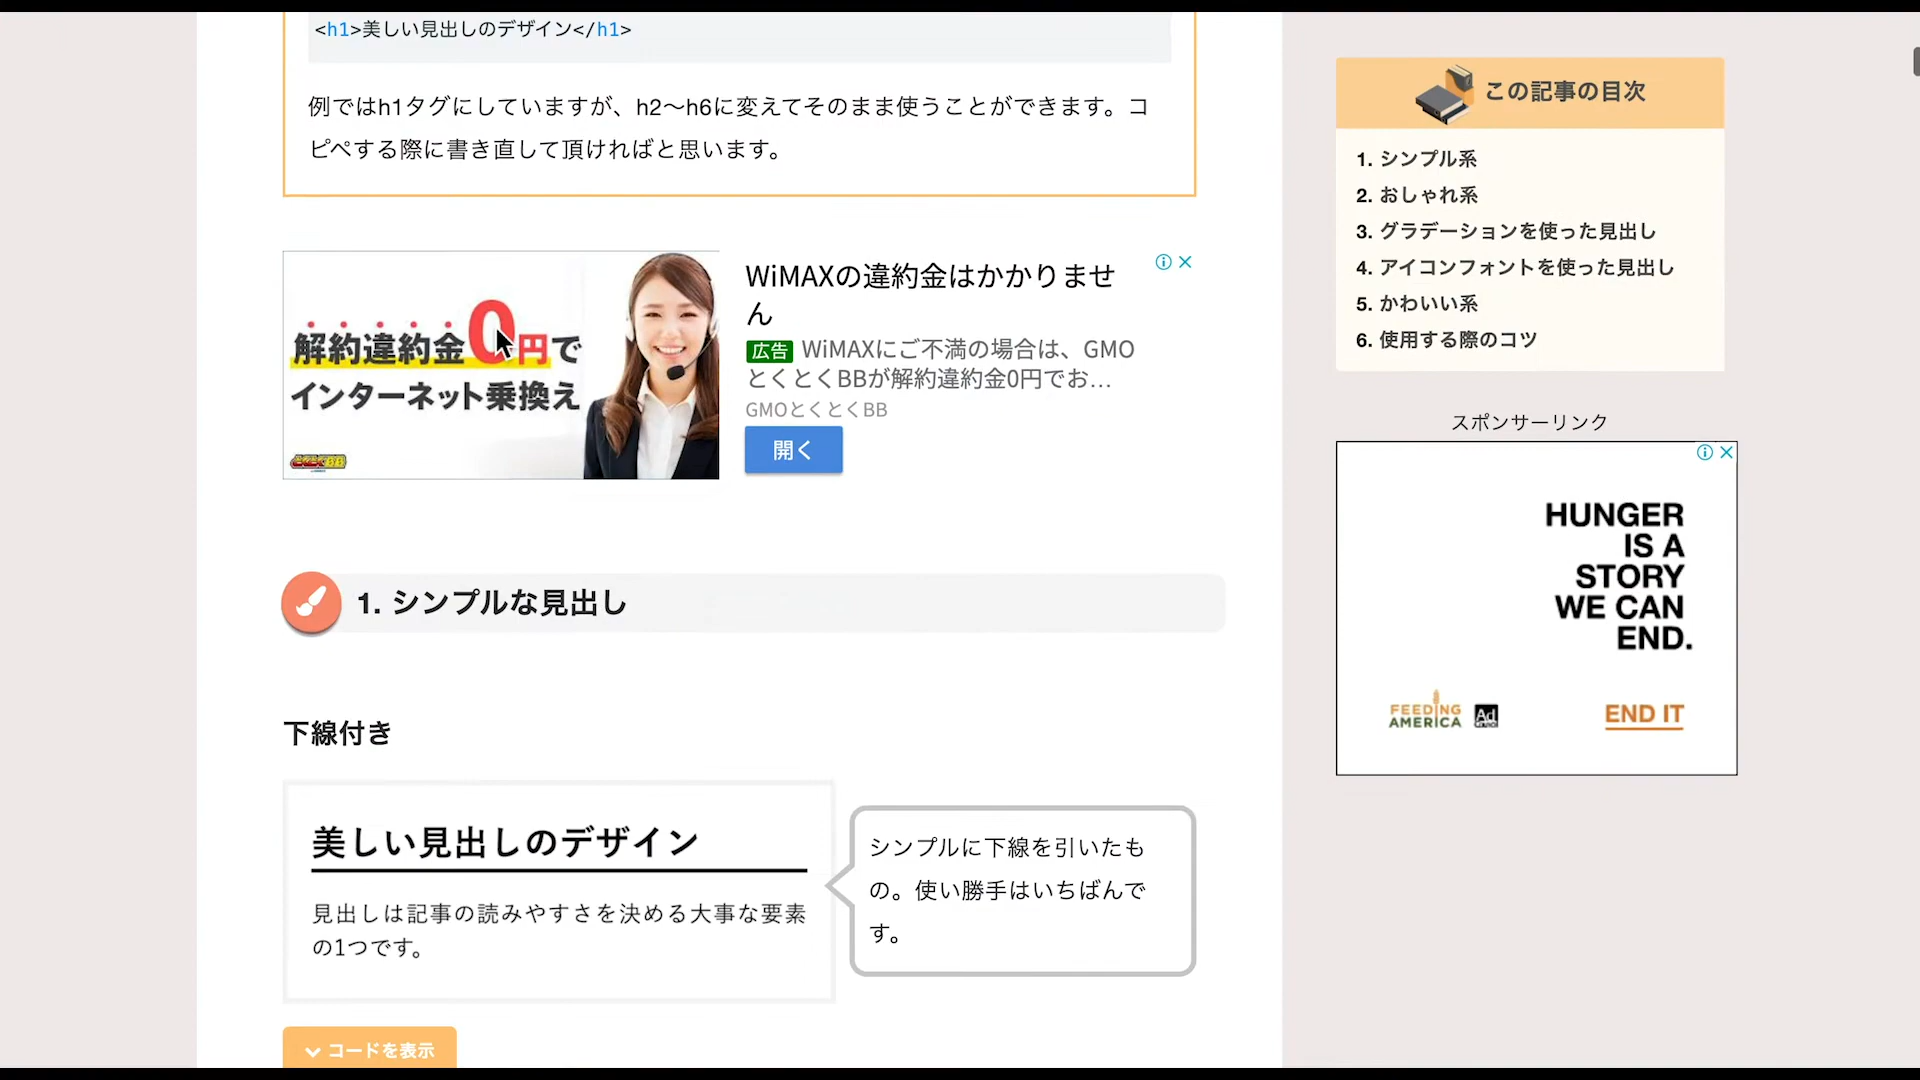 <h1>美しい見出しのデザイン</h1>
例ではh1タグにしていますが、h2〜h6に変えてそのまま使うことができます。コ
ピペする際に書き直して頂ければと思います。
解約違約金0円で
インターネット乗換え
とくとくBB
WiMAXの違約金はかかりませ
ん
広告 WiMAXにご不満の場合は、GMO
とくとくBBが解約違約金0円でお...
GMOとくとくBB
開く
1. シンプルな見出し
下線付き
美しい見出しのデザイン
見出しは記事の読みやすさを決める大事な要素
の1つです。
シンプルに下線を引いたも
の。使い勝手はいちばんで
す。
コードを表示
この記事の目次
1. シンプル系
2. おしゃれ系
3. グラデーションを使った見出し
4. アイコンフォントを使った見出し
5. かわいい系
6. 使用する際のコツ
スポンサーリンク
HUNGER
IS A
STORY
WE CAN
END.
FEEDING
AMERICA
Ad
Council
END IT